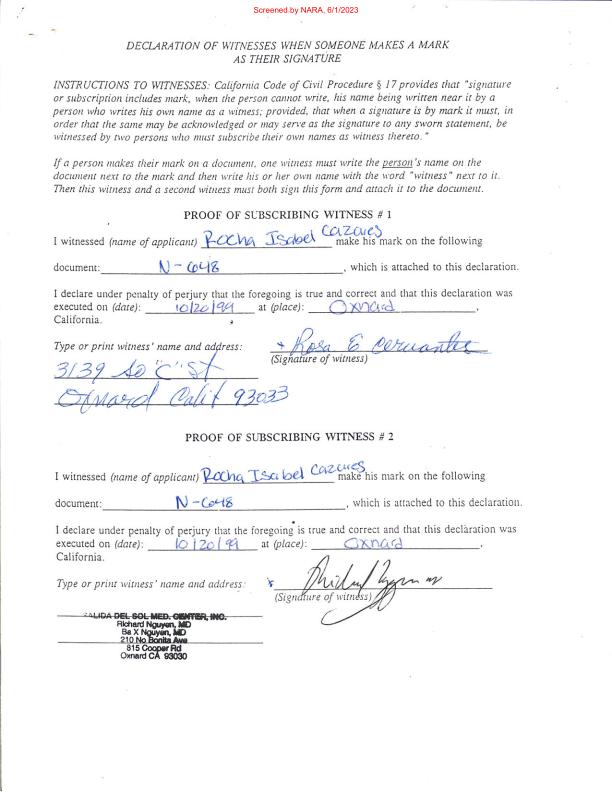 Screened by NARA, 6/1/2023
DECLARATION OF WITNESSES WHEN SOMEONE MAKES A MARK
AS THEIR SIGNATURE
INSTRUCTIONS TO WITNESSES: California Code of Civil Procedure § 17 provides that "signature
or subscription includes mark, when the person cannot write, his name being written near it by a
person who writes his own name as a witness; provided, that when a signature is by mark it must, in
order that the same may be acknowledged or may serve as the signature to any sworn statement, be
witnessed by two persons who must subscribe their own names as witness thereto."
If a person makes their mark on a document, one witness must write the person's name on the
document next to the mark and then write his or her own name with the word "witness" next to it.
Then this witness and a second witness must both sign this form and attach it to the document.
PROOF OF SUBSCRIBING WITNESS # 1
I witnessed (name of applicant) Rocha Isabel Cazares make his mark on the following
document: N-648, which is attached to this declaration.
I declare under penalty of perjury that the foregoing is true and correct and that this declaration was
executed on (date): 10/20/99 at (place): Oxnard,
California.
Type or print witness' name and address: Rosa E Cervantes
(Signature of witness)
3139 So "C" St
Oxnard Calif 93033
PROOF OF SUBSCRIBING WITNESS # 2
I witnessed (name of applicant) Rocha Isabel Cazares make his mark on the following
document: N-648, which is attached to this declaration.
I declare under penalty of perjury that the foregoing is true and correct and that this declaration was
executed on (date): 10/20/99 at (place): Oxnard,
California.
Type or print witness' name and address:
(Signature of witness)
SALIDA DEL SOL MED. CENTER, INC.
Richard Nguyen, MD
Ba X Nguyen, MD
210 No Bonita Ave
815 Cooper Rd
Oxnard CA 93030